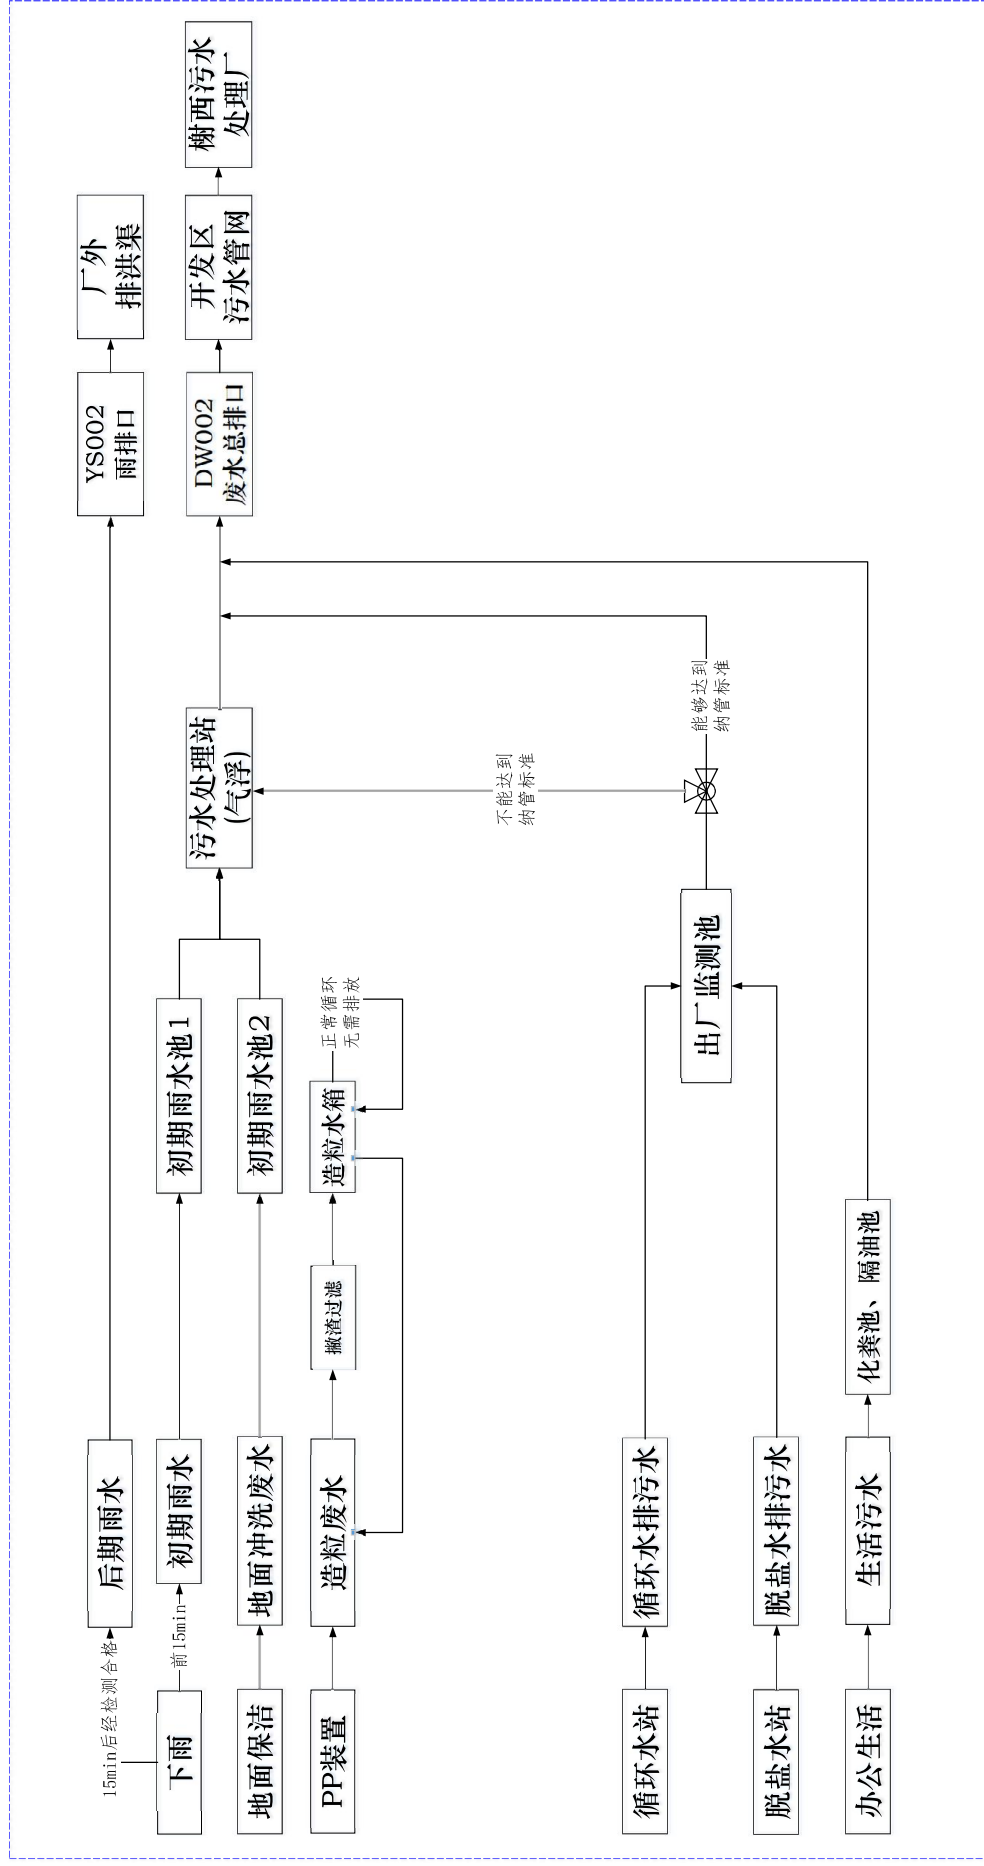 15min后经检测合格
后期雨水
YS002
雨排口
厂外
排洪渠
下雨
前15min
初期雨水
初期雨水池1
地面保洁
地面冲洗废水
初期雨水池2
污水处理站
(气浮)
DW002
废水总排口
开发区
污水管网
榭西污水
处理厂
PP装置
造粒废水
撇渣过滤
造粒水箱
正常循环
无需排放
不能达到
纳管标准
循环水站
循环水排污水
出厂监测池
能够达到
纳管标准
脱盐水站
脱盐水排污水
办公生活
生活污水
化粪池、隔油池